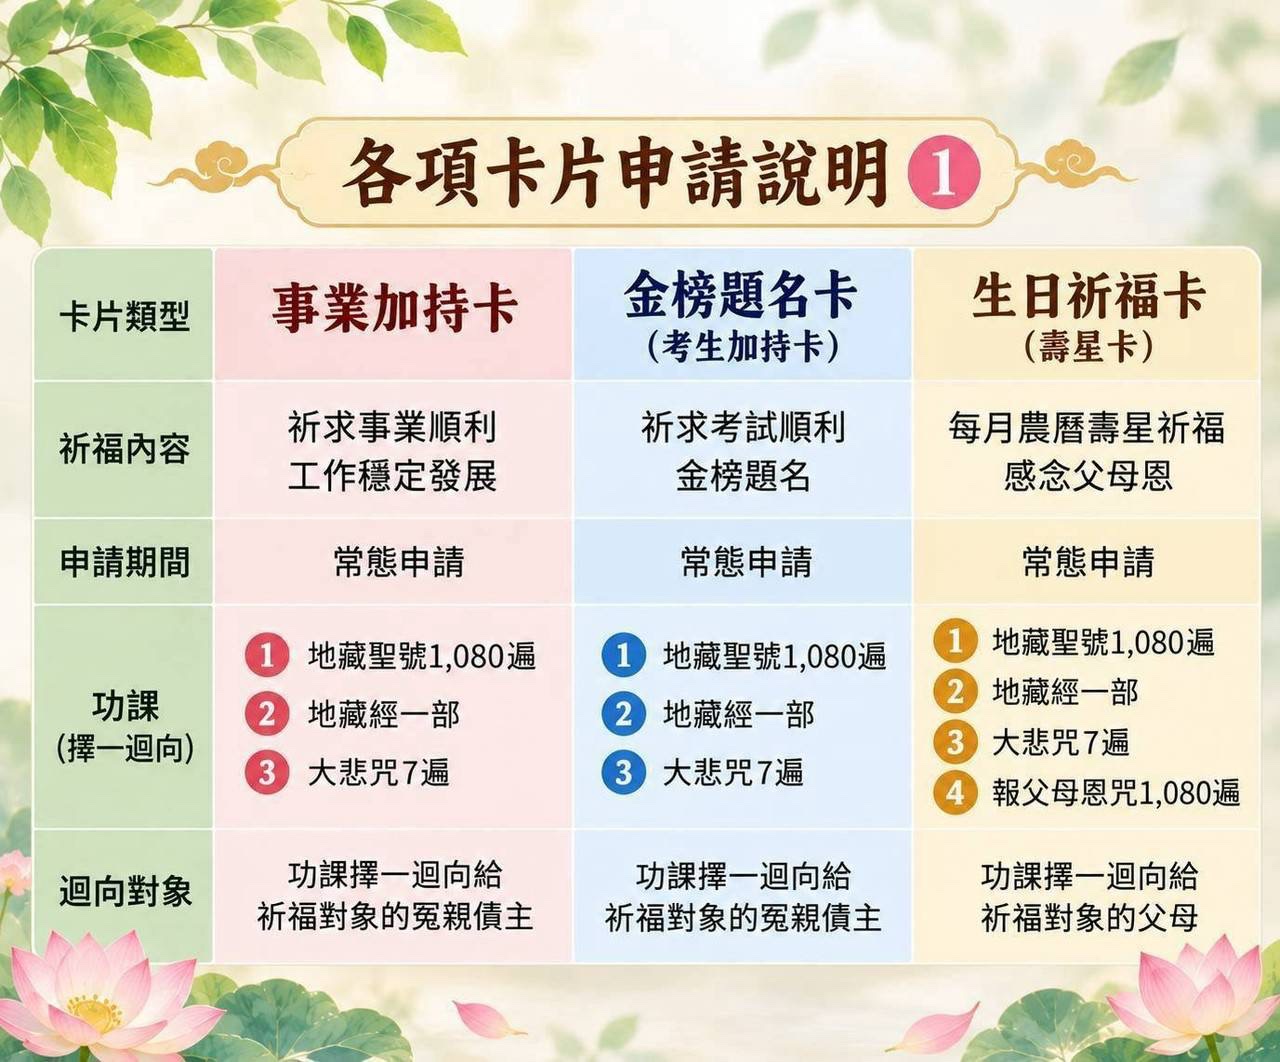 各項卡片申請說明 1
卡片類型
事業加持卡
金榜題名卡
(考生加持卡)
生日祈福卡
(壽星卡)
祈福內容
祈求事業順利
工作穩定發展
祈求考試順利
金榜題名
每月農曆壽星祈福
感念父母恩
申請期間
常態申請
常態申請
常態申請
功課
(擇一迴向)
1 地藏聖號1,080遍
2 地藏經一部
3 大悲咒7遍
1 地藏聖號1,080遍
2 地藏經一部
3 大悲咒7遍
1 地藏聖號1,080遍
2 地藏經一部
3 大悲咒7遍
4 報父母恩咒1,080遍
迴向對象
功課擇一迴向給
祈福對象的冤親債主
功課擇一迴向給
祈福對象的冤親債主
功課擇一迴向給
祈福對象的父母